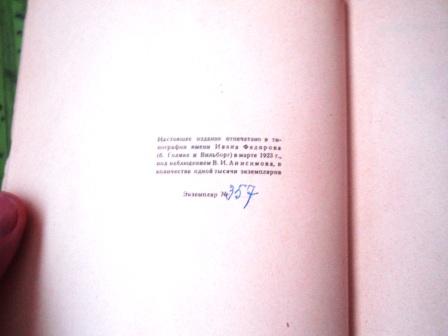 Настоящее издание отпечатано в ти-
пографии имени Ивана Федорова
(б. Голике и Вильборг) в марте 1923 г.,
под наблюдением В. И. Анисимова, в
количестве одной тысячи экземпляров
Экземпляр № 357